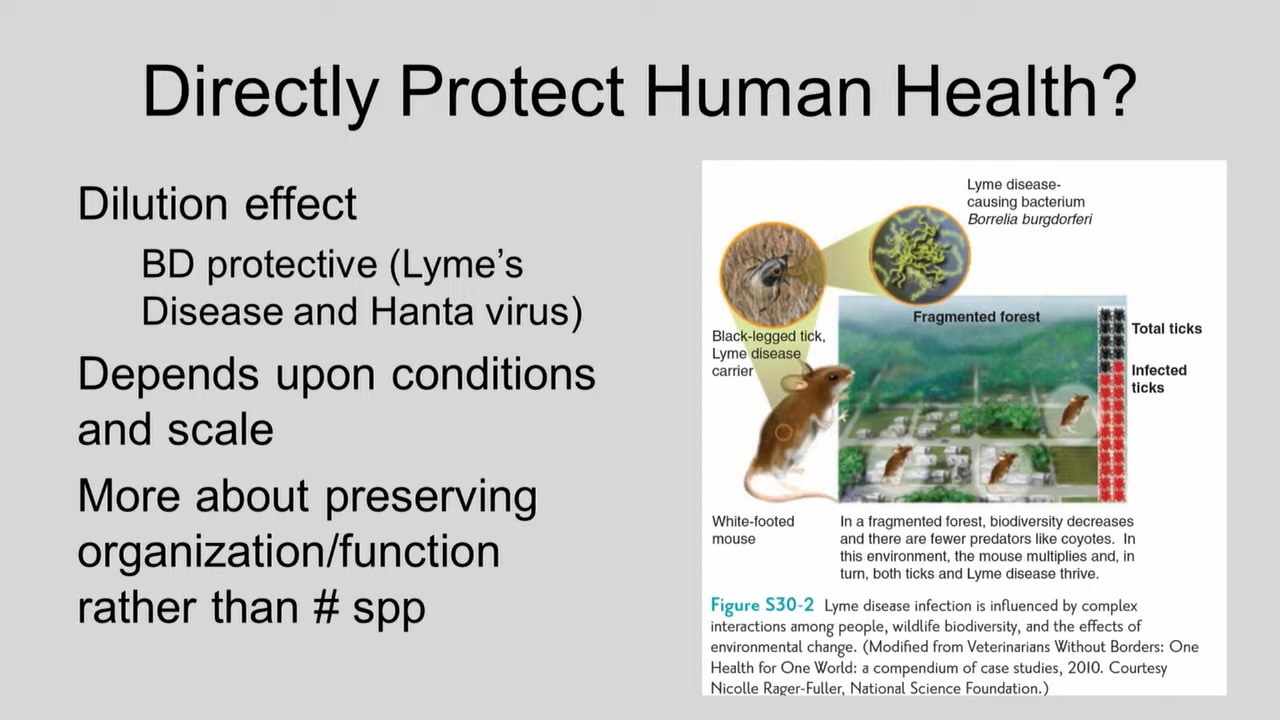 Directly Protect Human Health?
Dilution effect
BD protective (Lyme's
Disease and Hanta virus)
Depends upon conditions
and scale
More about preserving
organization/function
rather than # spp
Lyme disease-
causing bacterium
Borrelia burgdorferi
Black-legged tick,
Lyme disease
carrier
Fragmented forest
Total ticks
Infected
ticks
White-footed
mouse
In a fragmented forest, biodiversity decreases
and there are fewer predators like coyotes. In
this environment, the mouse multiplies and, in
turn, both ticks and Lyme disease thrive.
Figure S30-2 Lyme disease infection is influenced by complex
interactions among people, wildlife biodiversity, and the effects of
environmental change. (Modified from Veterinarians Without Borders: One
Health for One World: a compendium of case studies, 2010. Courtesy
Nicolle Rager-Fuller, National Science Foundation.)